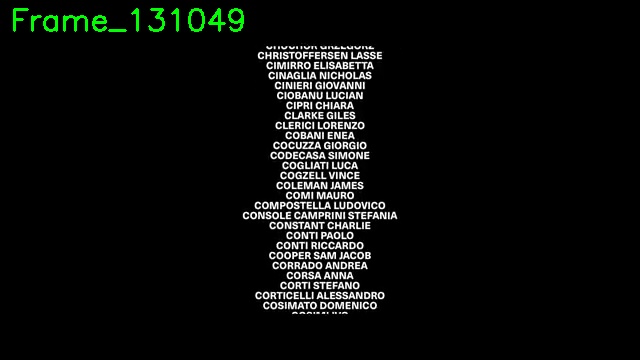 Frame_131049
CHRISTOFFERSEN LASSE
CIMIRRO ELISABETTA
CINAGLIA NICHOLAS
CINIERI GIOVANNI
CIOBANU LUCIAN
CIPRI CHIARA
CLARKE GILES
CLERICI LORENZO
COBANI ENEA
COCUZZA GIORGIO
CODECASA SIMONE
COGLIATI LUCA
COGZELL VINCE
COLEMAN JAMES
COMI MAURO
COMPOSTELLA LUDOVICO
CONSOLE CAMPRINI STEFANIA
CONSTANT CHARLIE
CONTI PAOLO
CONTI RICCARDO
COOPER SAM JACOB
CORRADO ANDREA
CORSA ANNA
CORTI STEFANO
CORTICELLI ALESSANDRO
COSIMATO DOMENICO